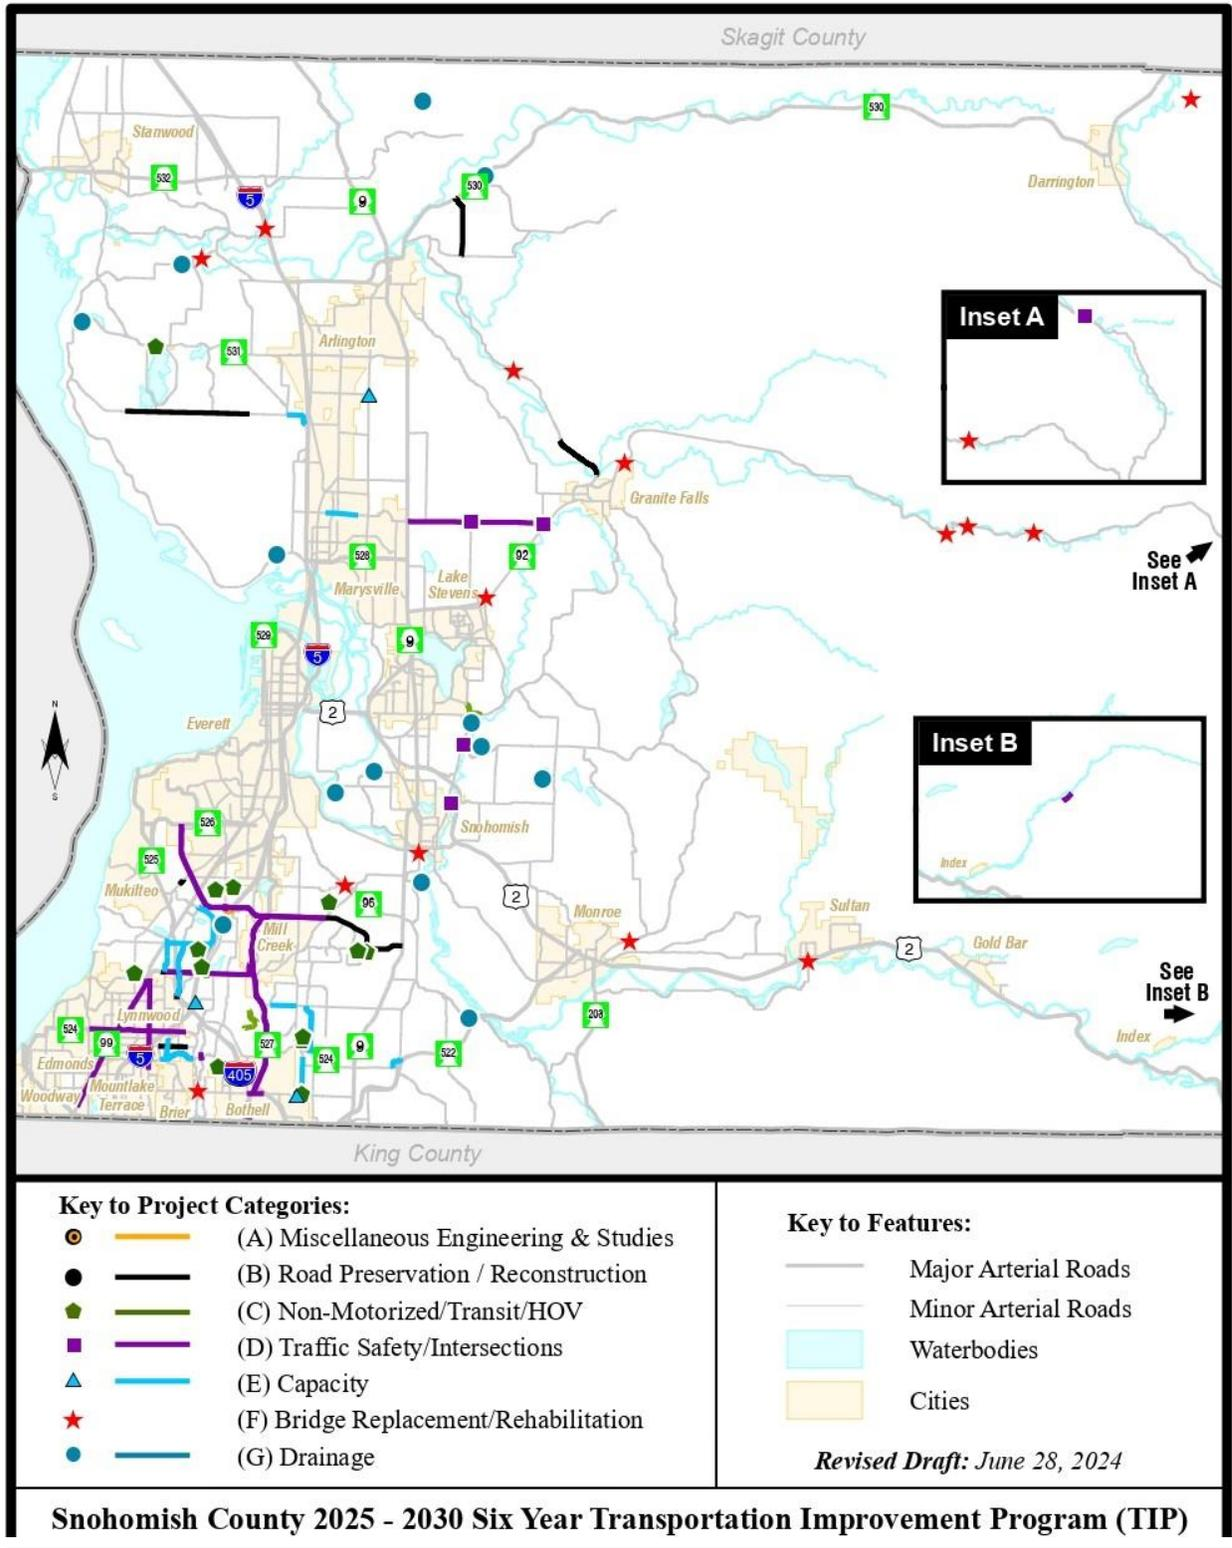 Skagit County
530
Stanwood
532
5
9
530
Darrington
Inset A
531
Arlington
Granite Falls
528
92
See
Inset A
Marysville
Lake
Stevens
529
9
5
N
S
2
Everett
Inset B
Index
526
Snohomish
525
Mukilteo
96
2
Monroe
Sultan
Mill
Creek
2
Gold Bar
See
Inset B
Lynnwood
524
99
5
527
524
9
522
203
Index
Edmonds
405
Woodway
Mountlake
Terrace
Brier
Bothell
King County
Key to Project Categories:
(A) Miscellaneous Engineering & Studies
(B) Road Preservation / Reconstruction
(C) Non-Motorized/Transit/HOV
(D) Traffic Safety/Intersections
(E) Capacity
(F) Bridge Replacement/Rehabilitation
(G) Drainage
Key to Features:
Major Arterial Roads
Minor Arterial Roads
Waterbodies
Cities
Revised Draft: June 28, 2024
Snohomish County 2025 - 2030 Six Year Transportation Improvement Program (TIP)